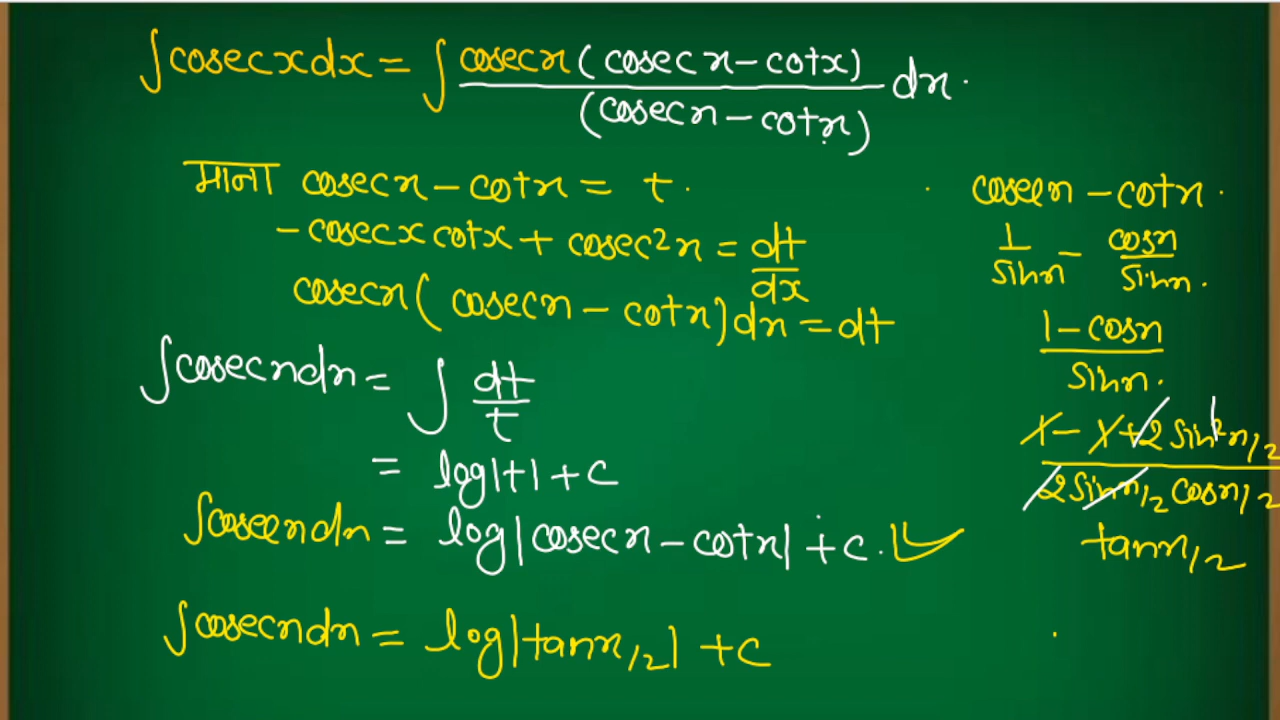 ∫cosecxdx = ∫ cosecx (cosecx - cotx) / (cosecx - cotx) dx.
माना cosecx - cotx = t.
-cosecx cotx + cosec²x = dt/dx
cosecx (cosecx - cotx) dx = dt
∫cosecxdx = ∫ dt/t
= log|t| + c
∫cosecxdx = log|cosecx - cotx| + c.
∫cosecxdx = log|tanx/2| + c
cosecx - cotx.
1/sinx - cosx/sinx.
1 - cosx / sinx.
1 - 1 + 2 sin²x/2 / 2 sinx/2 cosx/2
tanx/2